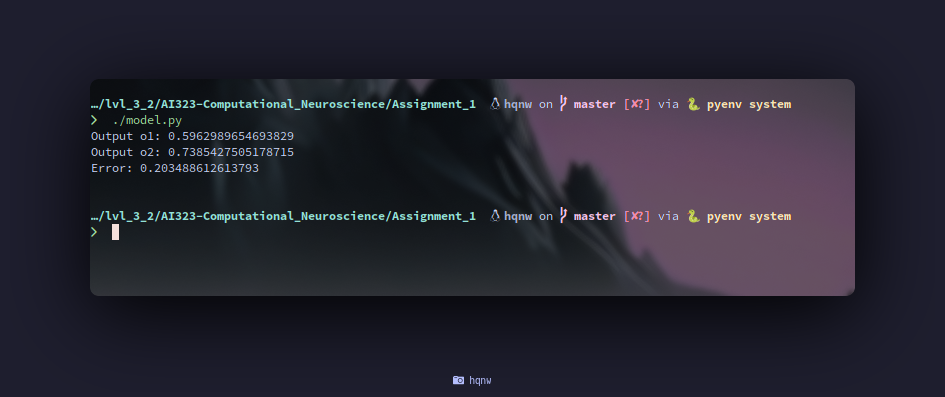 …/lvl_3_2/AI323-Computational_Neuroscience/Assignment_1 hqnw on master [✘?] via 🐍 pyenv system
❯ ./model.py
Output o1: 0.5962989654693829
Output o2: 0.7385427505178715
Error: 0.203488612613793
…/lvl_3_2/AI323-Computational_Neuroscience/Assignment_1 hqnw on master [✘?] via 🐍 pyenv system
❯
hqnw